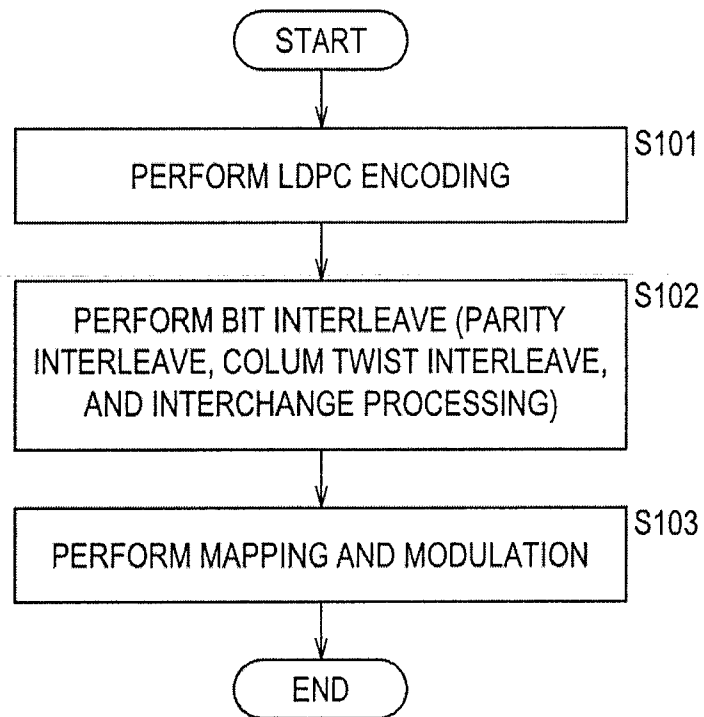 START
S101
PERFORM LDPC ENCODING
S102
PERFORM BIT INTERLEAVE (PARITY
INTERLEAVE, COLUM TWIST INTERLEAVE,
AND INTERCHANGE PROCESSING)
S103
PERFORM MAPPING AND MODULATION
END